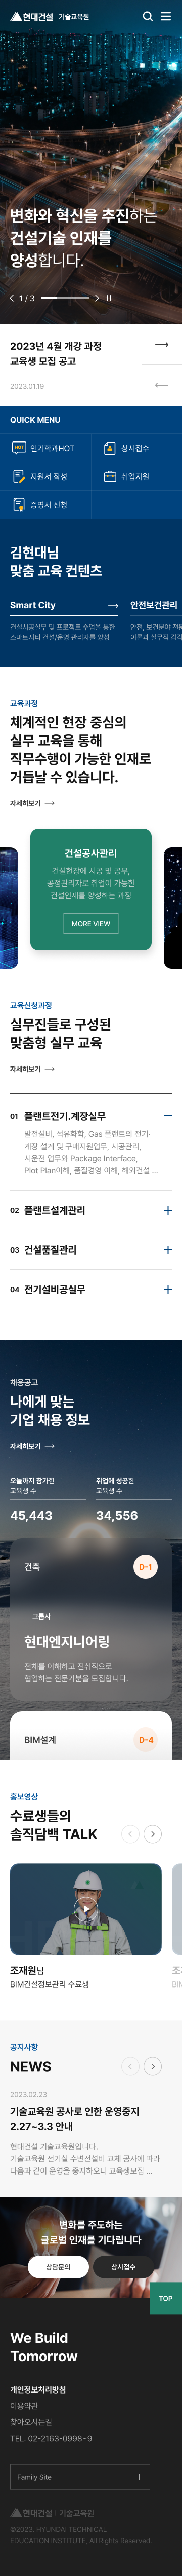 현대건설 | 기술교육원
변화와 혁신을 추진하는
건설기술 인재를
양성합니다.
1 / 3
2023년 4월 개강 과정
교육생 모집 공고
2023.01.19
QUICK MENU
HOT 인기학과HOT
상시접수
지원서 작성
취업지원
증명서 신청
김현대님
맞춤 교육 컨텐츠
Smart City
건설시공실무 및 프로젝트 수업을 통한
스마트시티 건설/운영 관리자를 양성
안전보건관리
안전, 보건분야 전문
이론과 실무적 감각
교육과정
체계적인 현장 중심의
실무 교육을 통해
직무수행이 가능한 인재로
거듭날 수 있습니다.
자세히보기
건설공사관리
건설현장에 시공 및 공무,
공정관리자로 취업이 가능한
건설인재를 양성하는 과정
MORE VIEW
교육신청과정
실무진들로 구성된
맞춤형 실무 교육
자세히보기
01 플랜트전기.계장실무
발전설비, 석유화학, Gas 플랜트의 전기·
계장 설계 및 구매지원업무, 시공관리,
시운전 업무와 Package Interface,
Plot Plan이해, 품질경영 이해, 해외건설 ...
02 플랜트설계관리
03 건설품질관리
04 전기설비공실무
채용공고
나에게 맞는
기업 채용 정보
자세히보기
오늘까지 참가한
교육생 수
45,443
취업에 성공한
교육생 수
34,556
건축
D-1
그룹사
현대엔지니어링
전체를 이해하고 진취적으로
협업하는 전문가분을 모집합니다.
BIM설계
D-4
홍보영상
수료생들의
솔직담백 TALK
조재원님
BIM건설정보관리 수료생
공지사항
NEWS
2023.02.23
기술교육원 공사로 인한 운영중지
2.27~3.3 안내
현대건설 기술교육원입니다.
기술교육원 전기실 수변전설비 교체 공사에 따라
다음과 같이 운영을 중지하오니 교육생모집 ...
변화를 주도하는
글로벌 인재를 기다립니다
상담문의
상시접수
TOP
We Build
Tomorrow
개인정보처리방침
이용약관
찾아오시는길
TEL. 02-2163-0998~9
Family Site
현대건설 | 기술교육원
©2023. HYUNDAI TECHNICAL
EDUCATION INSTITUTE, All Rights Reserved.